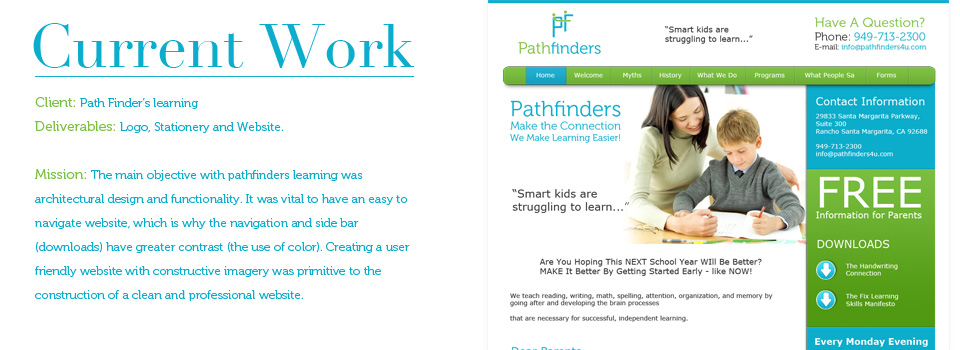 Current Work
Client: Path Finder's learning
Deliverables: Logo, Stationery and Website.
Mission: The main objective with pathfinders learning was
architectural design and functionality. It was vital to have an easy to
navigate website, which is why the navigation and side bar
(downloads) have greater contrast (the use of color). Creating a user
friendly website with constructive imagery was primitive to the
construction of a clean and professional website.
Pathfinders
"Smart kids are
struggling to learn..."
Have A Question?
Phone: 949-713-2300
E-mail: info@pathfinders4u.com
Home Welcome Myths History What We Do Programs What People Sa Forms
Pathfinders
Make the Connection
We Make Learning Easier!
"Smart kids are
struggling to learn..."
Are You Hoping This NEXT School Year WIll Be Better?
MAKE It Better By Getting Started Early - like NOW!
We teach reading, writing, math, spelling, attention, organization, and memory by
going after and developing the brain processes
that are necessary for successful, independent learning.
Dear Parents
Contact Information
29833 Santa Margarita Parkway,
Suite 300
Rancho Santa Margarita, CA 92688
949-713-2300
info@pathfinders4u.com
FREE
Information for Parents
DOWNLOADS
The Handwriting
Connection
The Fix Learning
Skills Manifesto
Every Monday Evening